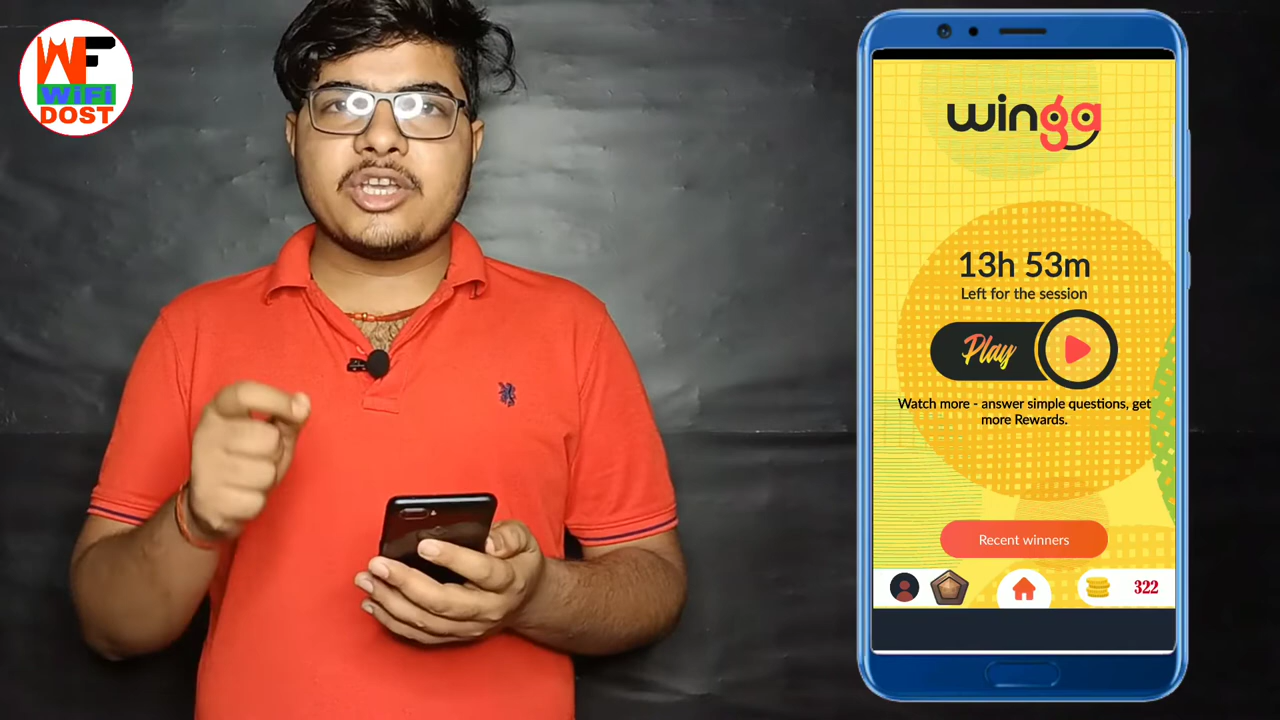 WF
WiFi
DOST
winga
13h 53m
Left for the session
Play
Watch more - answer simple questions, get
more Rewards.
Recent winners
322